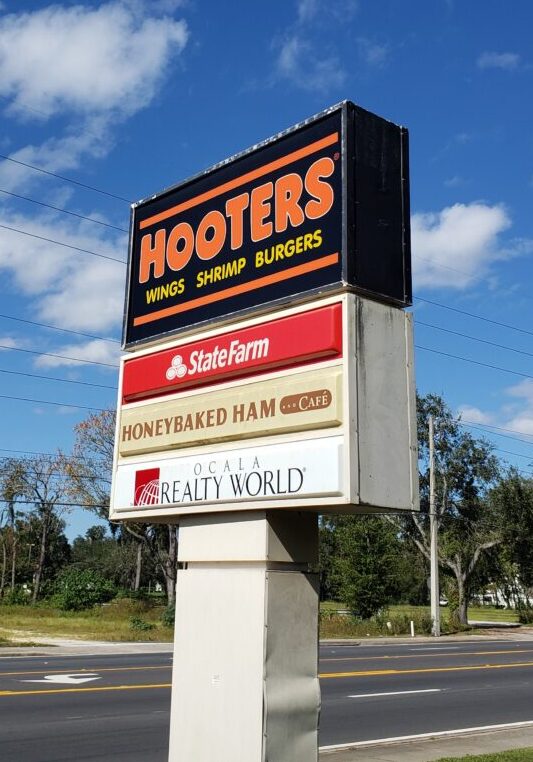 HOOTERS®
WINGS SHRIMP BURGERS
StateFarm
HONEYBAKED HAM ...CAFÉ
OCALA
REALTY WORLD®